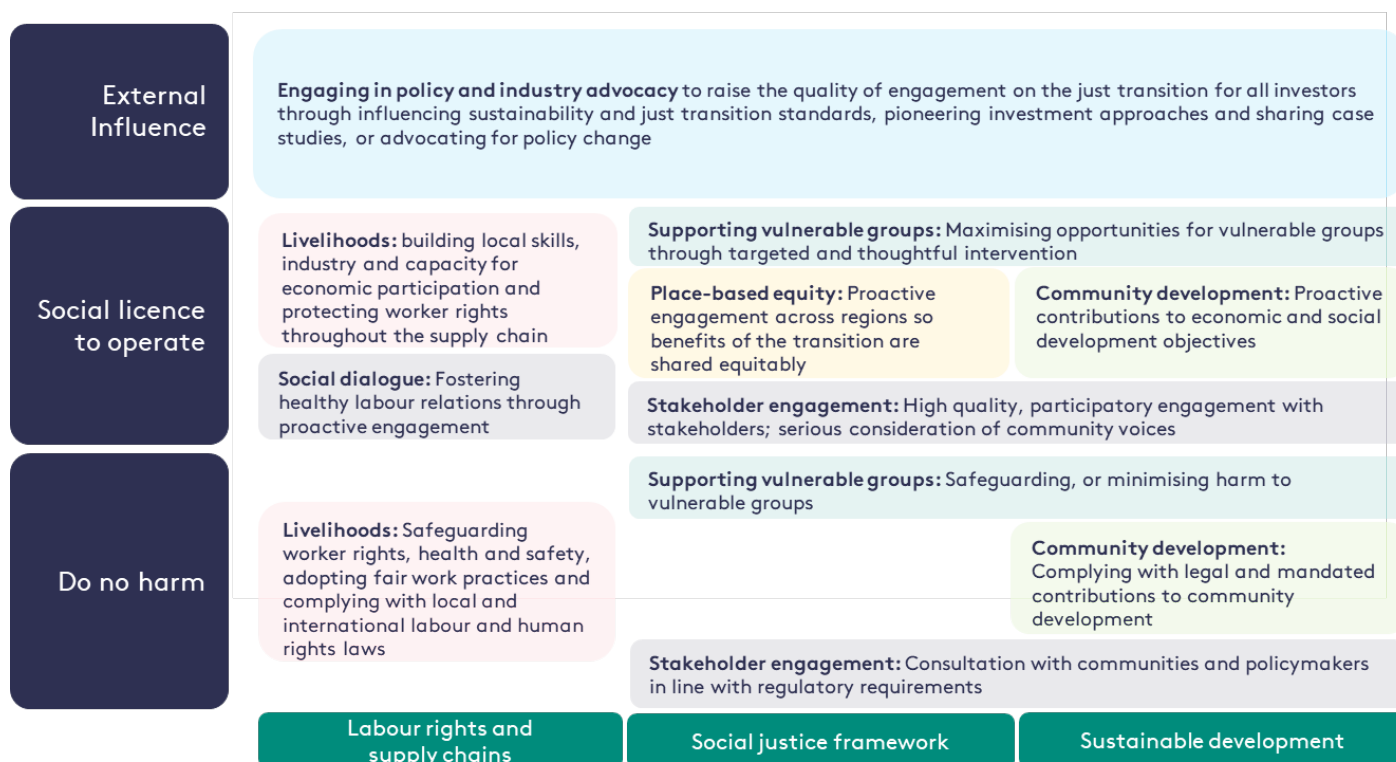 External
Influence
Engaging in policy and industry advocacy to raise the quality of engagement on the just transition for all investors
through influencing sustainability and just transition standards, pioneering investment approaches and sharing case
studies, or advocating for policy change
Social licence
to operate
Livelihoods: building local skills,
industry and capacity for
economic participation and
protecting worker rights
throughout the supply chain
Social dialogue: Fostering
healthy labour relations through
proactive engagement
Supporting vulnerable groups: Maximising opportunities for vulnerable groups
through targeted and thoughtful intervention
Place-based equity: Proactive
engagement across regions so
benefits of the transition are
shared equitably
Community development: Proactive
contributions to economic and social
development objectives
Stakeholder engagement: High quality, participatory engagement with
stakeholders; serious consideration of community voices
Do no harm
Livelihoods: Safeguarding
worker rights, health and safety,
adopting fair work practices and
complying with local and
international labour and human
rights laws
Supporting vulnerable groups: Safeguarding, or minimising harm to
vulnerable groups
Community development:
Complying with legal and mandated
contributions to community
development
Stakeholder engagement: Consultation with communities and policymakers
in line with regulatory requirements
Labour rights and
supply chains
Social justice framework
Sustainable development